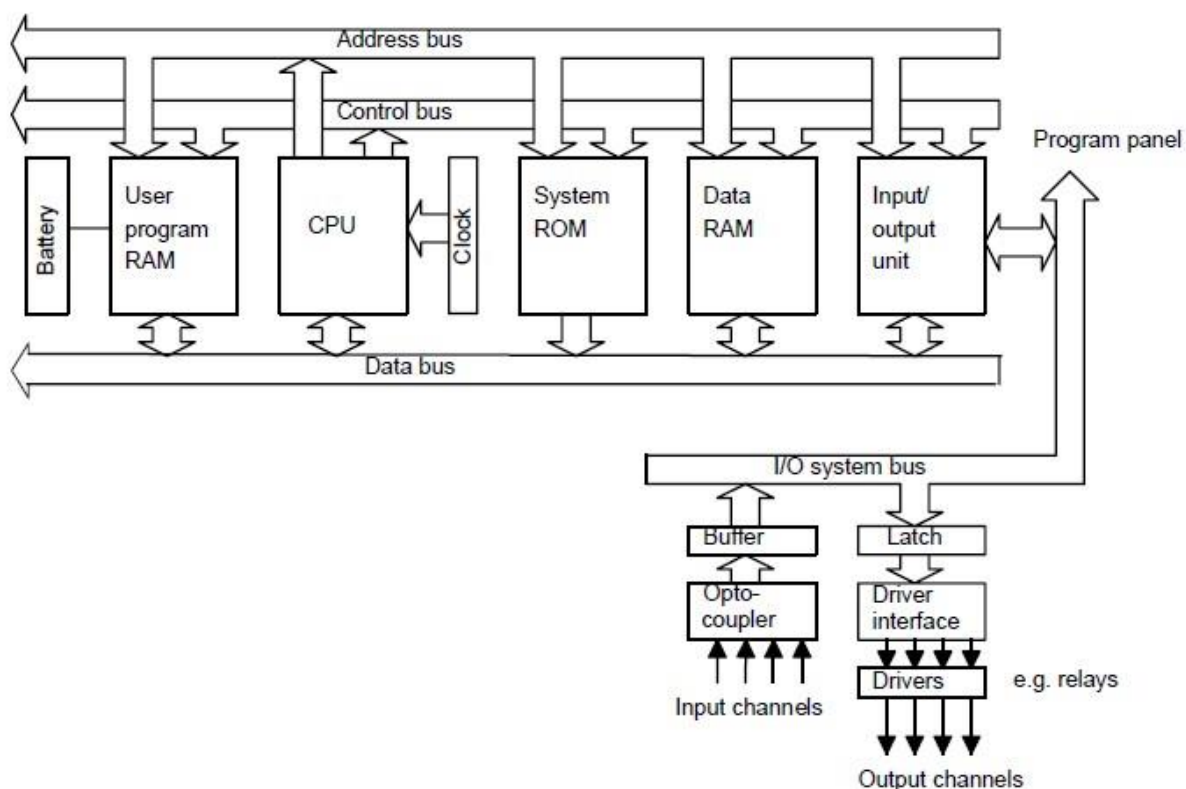 Address bus
Control bus
Program panel
Battery
User
program
RAM
CPU
Clock
System
ROM
Data
RAM
Input/
output
unit
Data bus
I/O system bus
Buffer
Latch
Opto-
coupler
Driver
interface
Drivers
e.g. relays
Input channels
Output channels